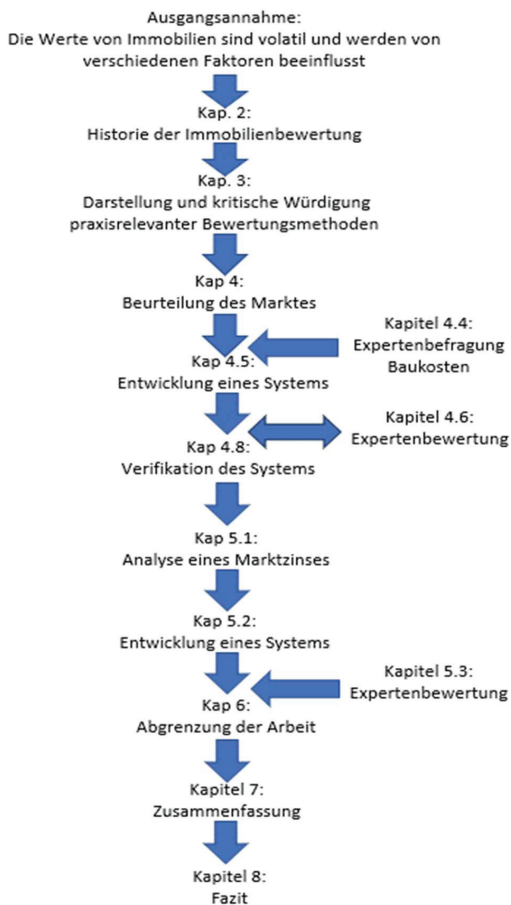 Ausgangsannahme:
Die Werte von Immobilien sind volatil und werden von
verschiedenen Faktoren beeinflusst
Kap. 2:
Historie der Immobilienbewertung
Kap. 3:
Darstellung und kritische Würdigung
praxisrelevanter Bewertungsmethoden
Kap 4:
Beurteilung des Marktes
Kapitel 4.4:
Expertenbefragung
Baukosten
Kap 4.5:
Entwicklung eines Systems
Kapitel 4.6:
Expertenbewertung
Kap 4.8:
Verifikation des Systems
Kap 5.1:
Analyse eines Marktzinses
Kap 5.2:
Entwicklung eines Systems
Kapitel 5.3:
Expertenbewertung
Kap 6:
Abgrenzung der Arbeit
Kapitel 7:
Zusammenfassung
Kapitel 8:
Fazit